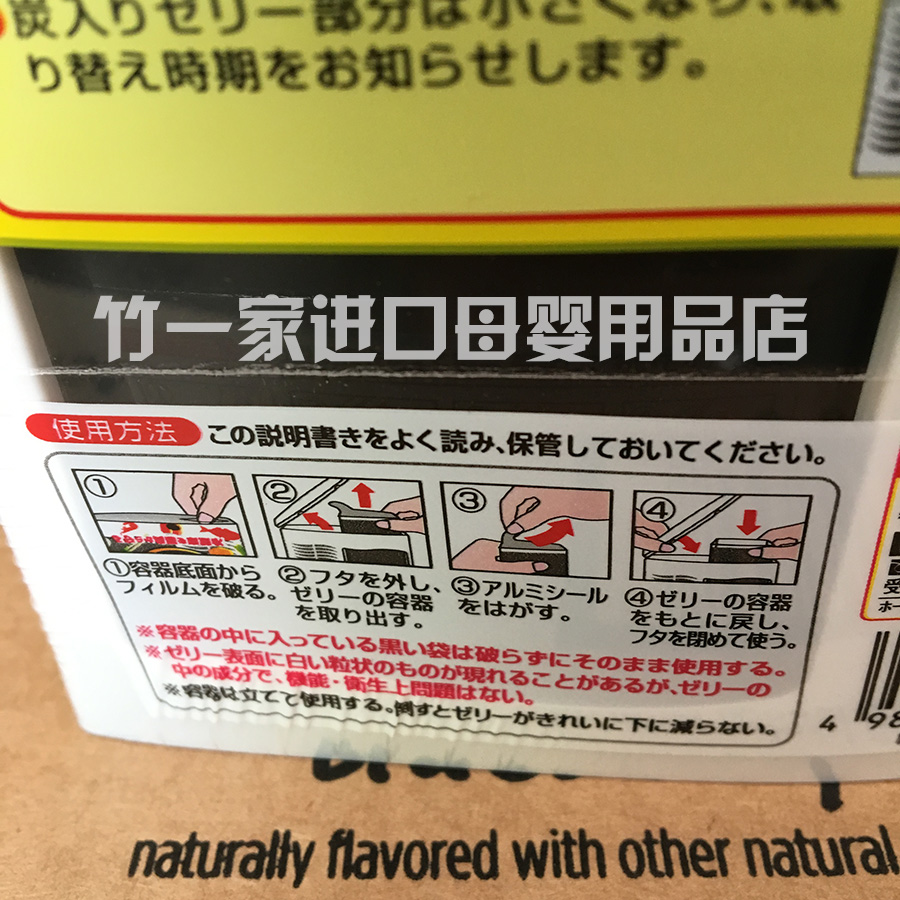 炭入りゼリー部分は小さくなり、取
り替え時期をお知らせします。
竹一家进口母婴用品店
使用方法 この説明書きをよく読み、保管しておいてください。
①
②
③
④
①容器底面から
フィルムを破る。
②フタを外し、
ゼリーの容器
を取り出す。
③アルミシール
をはがす。
④ゼリーの容器
をもとに戻し、
フタを閉めて使う。
※容器の中に入っている黒い袋は破らずにそのまま使用する。
※ゼリー表面に白い粒状のものが現れることがあるが、ゼリーの
中の成分で、機能・衛生上問題はない。
※容器は立てて使用する。倒すとゼリーがきれいに下に減らない。
4 98
naturally flavored with other natural